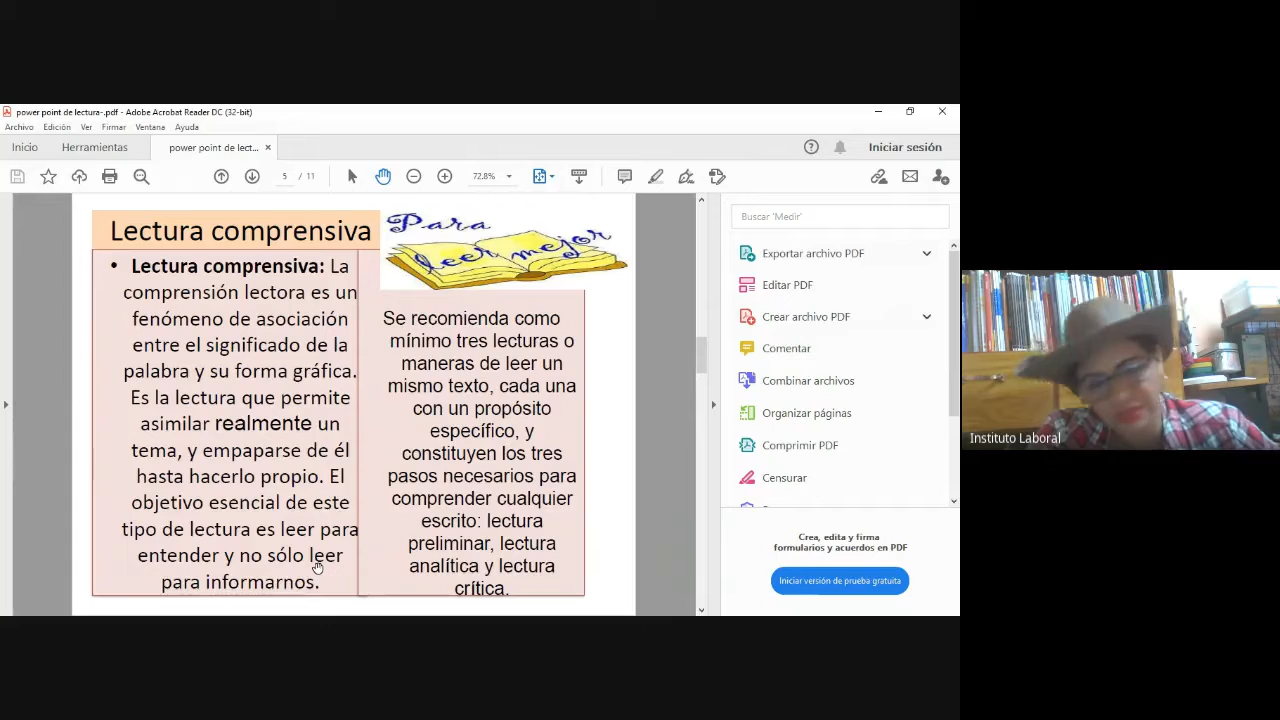 power point de lectura-.pdf - Adobe Acrobat Reader DC (32-bit)
Archivo Edición Ver Firmar Ventana Ayuda
Inicio Herramientas power point de lect... × Iniciar sesión
5 / 11 72.8%
Lectura comprensiva
• Lectura comprensiva: La
comprensión lectora es un
fenómeno de asociación
entre el significado de la
palabra y su forma gráfica.
Es la lectura que permite
asimilar realmente un
tema, y empaparse de él
hasta hacerlo propio. El
objetivo esencial de este
tipo de lectura es leer para
entender y no sólo leer
para informarnos.
Para
leer mejor
Se recomienda como
mínimo tres lecturas o
maneras de leer un
mismo texto, cada una
con un propósito
específico, y
constituyen los tres
pasos necesarios para
comprender cualquier
escrito: lectura
preliminar, lectura
analítica y lectura
crítica.
Buscar 'Medir'
Exportar archivo PDF
Editar PDF
Crear archivo PDF
Comentar
Combinar archivos
Organizar páginas
Comprimir PDF
Censurar
Crea, edita y firma
formularios y acuerdos en PDF
Iniciar versión de prueba gratuita
Instituto Laboral